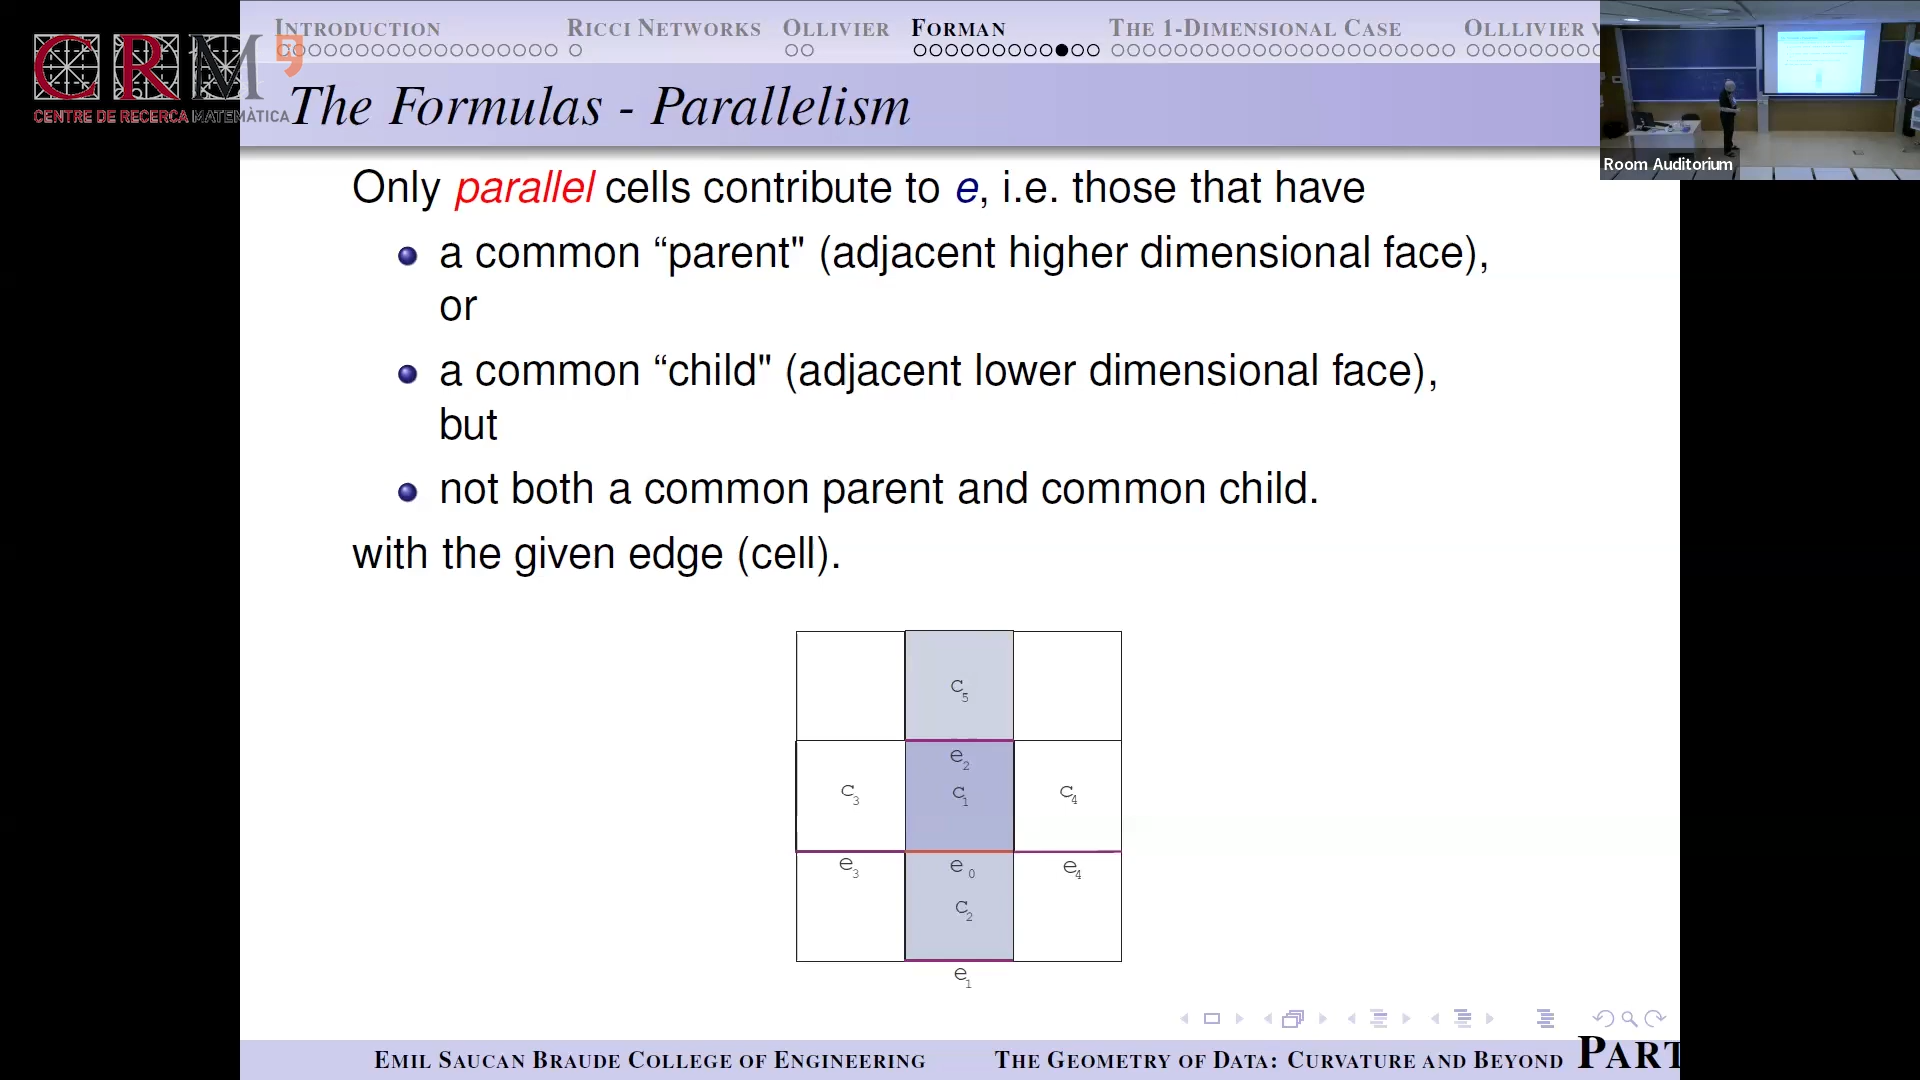 INTRODUCTION RICCI NETWORKS OLLIVIER FORMAN THE 1-DIMENSIONAL CASE OLLLIVIER V
CRM
CENTRE DE RECERCA MATEMÀTICA
The Formulas - Parallelism
Room Auditorium
Only parallel cells contribute to e, i.e. those that have
a common “parent" (adjacent higher dimensional face),
or
a common “child" (adjacent lower dimensional face),
but
not both a common parent and common child.
with the given edge (cell).
c5
e2
c3 c1 c4
e3 e0 e4
c2
e1
EMIL SAUCAN BRAUDE COLLEGE OF ENGINEERING THE GEOMETRY OF DATA: CURVATURE AND BEYOND PART